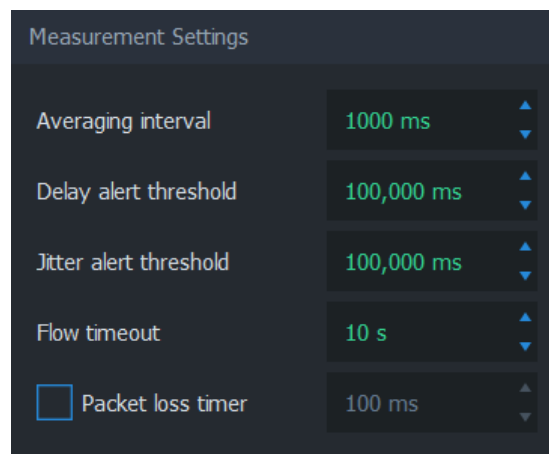 Measurement Settings
Averaging interval 1000 ms
Delay alert threshold 100,000 ms
Jitter alert threshold 100,000 ms
Flow timeout 10 s
Packet loss timer 100 ms